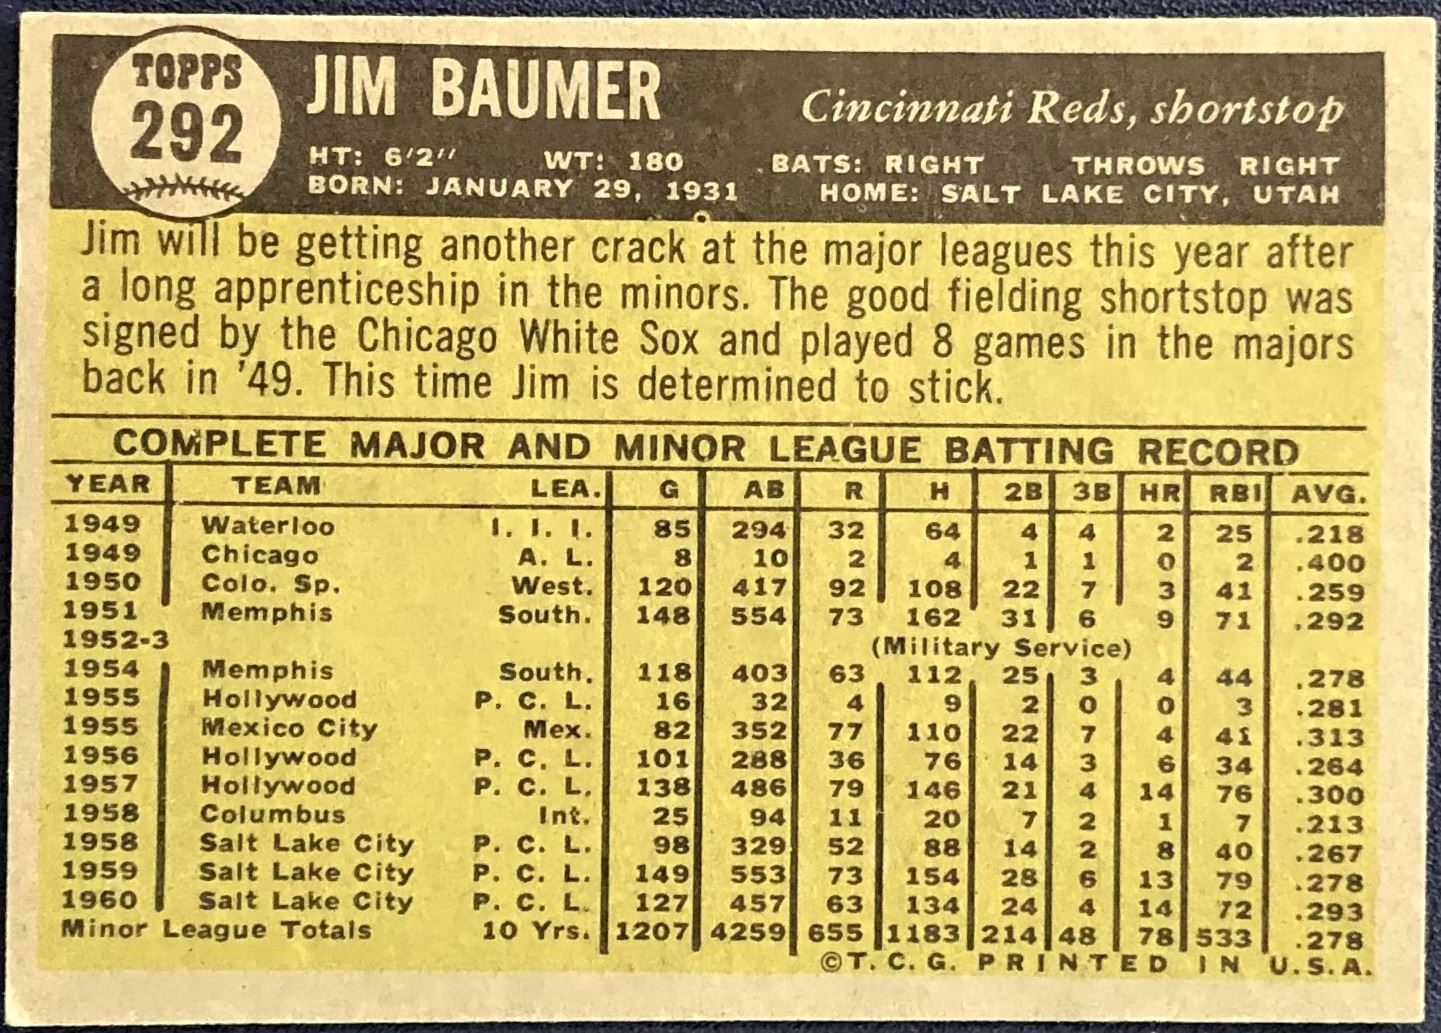 TOPPS
292
JIM BAUMER
Cincinnati Reds, shortstop
HT: 6'2" WT: 180 BATS: RIGHT THROWS RIGHT
BORN: JANUARY 29, 1931 HOME: SALT LAKE CITY, UTAH
Jim will be getting another crack at the major leagues this year after
a long apprenticeship in the minors. The good fielding shortstop was
signed by the Chicago White Sox and played 8 games in the majors
back in '49. This time Jim is determined to stick.
COMPLETE MAJOR AND MINOR LEAGUE BATTING RECORD
YEAR TEAM LEA. G AB R H 2B 3B HR RBI AVG.
1949 Waterloo I. I. I. 85 294 32 64 4 4 2 25 .218
1949 Chicago A. L. 8 10 2 4 1 1 0 2 .400
1950 Colo. Sp. West. 120 417 92 108 22 7 3 41 .259
1951 Memphis South. 148 554 73 162 31 6 9 71 .292
1952-3 (Military Service)
1954 Memphis South. 118 403 63 112 25 3 4 44 .278
1955 Hollywood P. C. L. 16 32 4 9 2 0 0 3 .281
1955 Mexico City Mex. 82 352 77 110 22 7 4 41 .313
1956 Hollywood P. C. L. 101 288 36 76 14 3 6 34 .264
1957 Hollywood P. C. L. 138 486 79 146 21 4 14 76 .300
1958 Columbus Int. 25 94 11 20 7 2 1 7 .213
1958 Salt Lake City P. C. L. 98 329 52 88 14 2 8 40 .267
1959 Salt Lake City P. C. L. 149 553 73 154 28 6 13 79 .278
1960 Salt Lake City P. C. L. 127 457 63 134 24 4 14 72 .293
Minor League Totals 10 Yrs. 1207 4259 655 1183 214 48 78 533 .278
©T. C. G. PRINTED IN U.S.A.